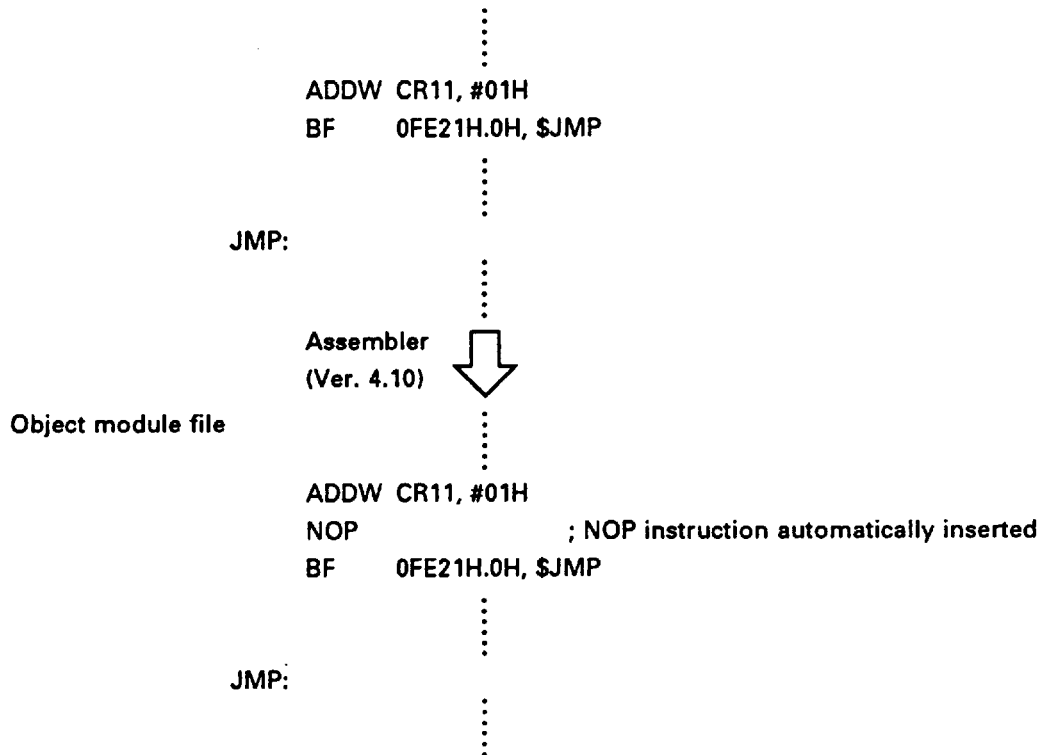 ADDW CR11, #01H
BF 0FE21H.0H, $JMP
JMP:
Assembler
(Ver. 4.10)
Object module file
ADDW CR11, #01H
NOP ; NOP instruction automatically inserted
BF 0FE21H.0H, $JMP
JMP: